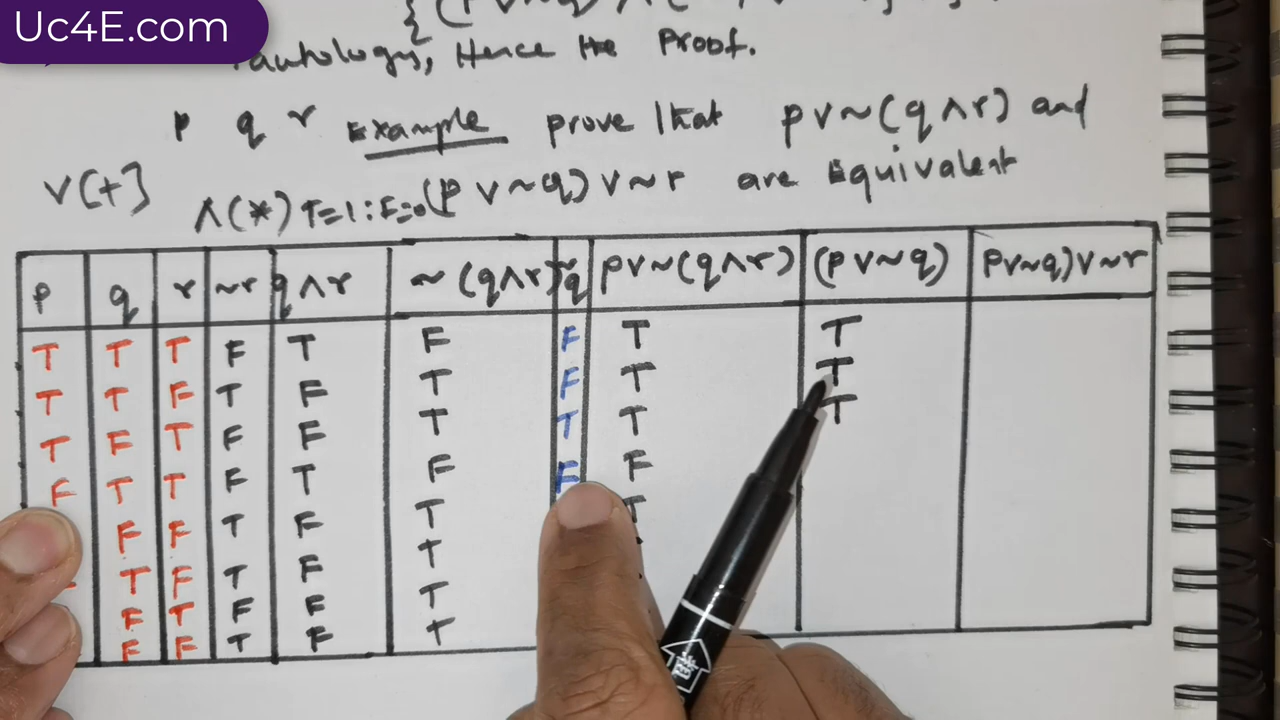 Uc4E.com
(p∨~q)∧(
Tautology, Hence the Proof.
p q r Example prove that p∨~(q∧r) and
∨(+) ∧(*) T=1:F=0 (p∨~q)∨~r are Equivalent
p q r ~r q∧r ~(q∧r) ~q p∨~(q∧r) (p∨~q) p∨~q)∨~r
T T T F T F F T T
T T F T F T F T T
T F T F F T T T T
F T T F T F F F
F F T F T T
T F T F T
F T F F T
F F T F T